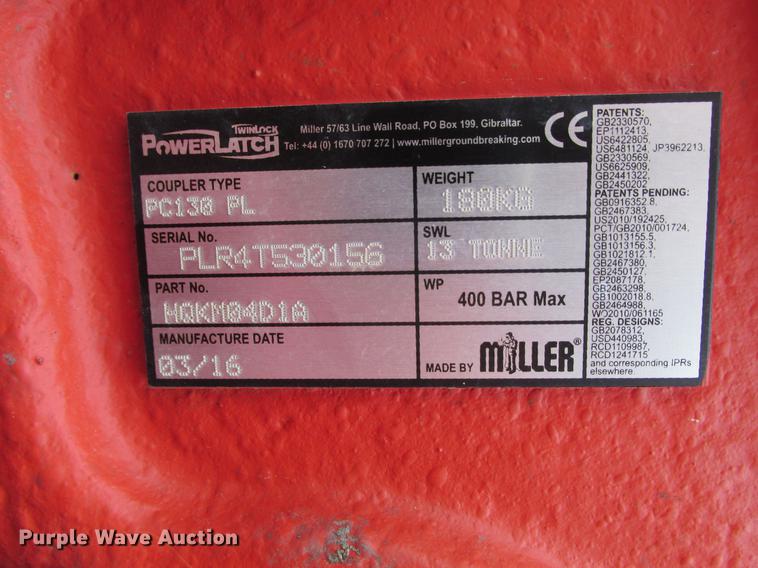 TWINLOCK
POWERLATCH
Miller 57/63 Line Wall Road, PO Box 199, Gibraltar.
Tel: +44 (0) 1670 707 272 | www.millergroundbreaking.com
CE
COUPLER TYPE
PC130 PL
WEIGHT
180KG
SERIAL No.
PLR4T530156
SWL
13 TONNE
PART No.
HQKM04D1A
WP
400 BAR Max
MANUFACTURE DATE
03/16
MADE BY MILLER®
PATENTS:
GB2330570,
EP1112413,
US6422805,
US6481124, JP3962213,
GB2330569,
US6625909,
GB2441322,
GB2450202
PATENTS PENDING:
GB0916352.8
GB2467383
US2010/192425
PCT/GB2010/001724,
GB1013155.5
GB1013156.3
GB1021812.1
GB2467380
GB2450127
EP2087178
GB2463298
GB1002018.8
GB2464988
WO2010/061165
REG. DESIGNS:
GB2078312
USD440983
RCD1109987
RCD1241715
and corresponding IPRs
elsewhere.
Purple Wave Auction